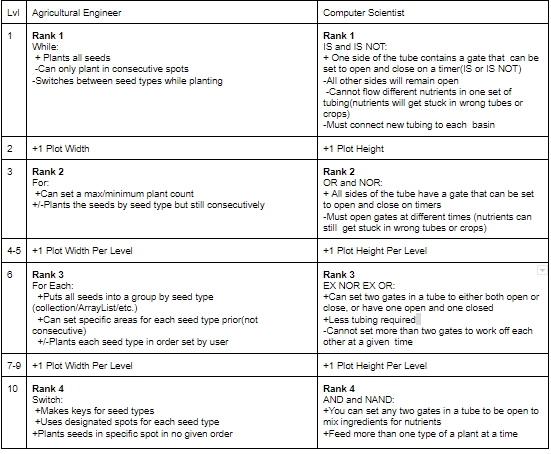 Lvl Agricultural Engineer Computer Scientist
1 Rank 1
While:
+ Plants all seeds
-Can only plant in consecutive spots
-Switches between seed types while planting
Rank 1
IS and IS NOT:
+ One side of the tube contains a gate that can be
set to open and close on a timer(IS or IS NOT)
-All other sides will remain open
-Cannot flow different nutrients in one set of
tubing(nutrients will get stuck in wrong tubes or
crops)
-Must connect new tubing to each basin
2 +1 Plot Width +1 Plot Height
3 Rank 2
For:
+Can set a max/minimum plant count
+/-Plants the seeds by seed type but still consecutively
Rank 2
OR and NOR:
+ All sides of the tube have a gate that can be set
to open and close on timers
-Must open gates at different times (nutrients can
still get stuck in wrong tubes or crops)
4-5 +1 Plot Width Per Level +1 Plot Height Per Level
6 Rank 3
For Each:
+Puts all seeds into a group by seed type
(collection/ArrayList/etc.)
+Can set specific areas for each seed type prior(not
consecutive)
+/-Plants each seed type in order set by user
Rank 3
EX NOR EX OR:
+Can set two gates in a tube to either both open or
close, or have one open and one closed
+Less tubing required
-Cannot set more than two gates to work off each
other at a given time
7-9 +1 Plot Width Per Level +1 Plot Height Per Level
10 Rank 4
Switch:
+Makes keys for seed types
+Uses designated spots for each seed type
+Plants seeds in specific spot in no given order
Rank 4
AND and NAND:
+You can set any two gates in a tube to be open to
mix ingredients for nutrients
+Feed more than one type of a plant at a time